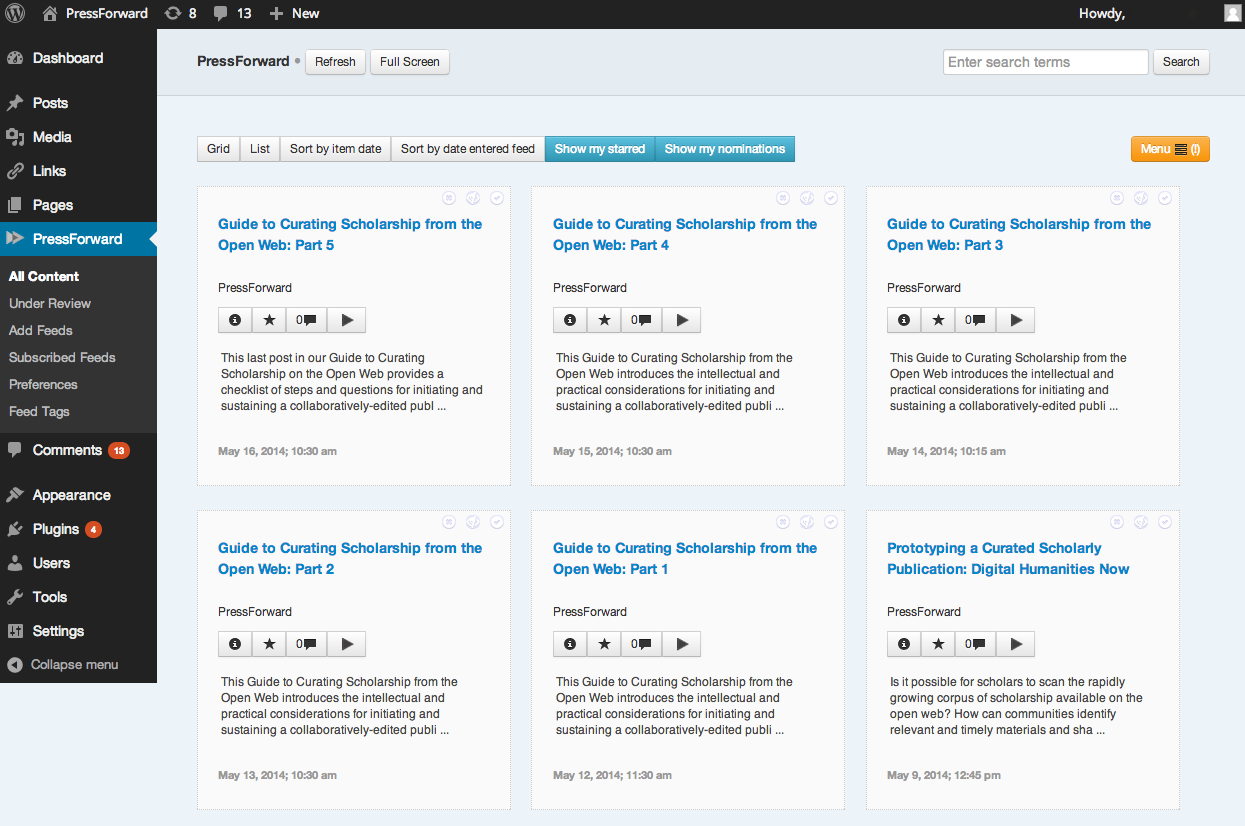 PressForward 8 13 New Howdy,
Dashboard
Posts
Media
Links
Pages
PressForward
All Content
Under Review
Add Feeds
Subscribed Feeds
Preferences
Feed Tags
Comments 13
Appearance
Plugins 4
Users
Tools
Settings
Collapse menu
PressForward • Refresh Full Screen Enter search terms Search
Grid List Sort by item date Sort by date entered feed Show my starred Show my nominations Menu (!)
Guide to Curating Scholarship from the
Open Web: Part 5
PressForward
0
This last post in our Guide to Curating
Scholarship on the Open Web provides a
checklist of steps and questions for initiating and
sustaining a collaboratively-edited publ ...
May 16, 2014; 10:30 am
Guide to Curating Scholarship from the
Open Web: Part 4
PressForward
0
This Guide to Curating Scholarship from the
Open Web introduces the intellectual and
practical considerations for initiating and
sustaining a collaboratively-edited publi ...
May 15, 2014; 10:30 am
Guide to Curating Scholarship from the
Open Web: Part 3
PressForward
0
This Guide to Curating Scholarship from the
Open Web introduces the intellectual and
practical considerations for initiating and
sustaining a collaboratively-edited publi ...
May 14, 2014; 10:15 am
Guide to Curating Scholarship from the
Open Web: Part 2
PressForward
0
This Guide to Curating Scholarship from the
Open Web introduces the intellectual and
practical considerations for initiating and
sustaining a collaboratively-edited publi ...
May 13, 2014; 10:30 am
Guide to Curating Scholarship from the
Open Web: Part 1
PressForward
0
This Guide to Curating Scholarship from the
Open Web introduces the intellectual and
practical considerations for initiating and
sustaining a collaboratively-edited publi ...
May 12, 2014; 11:30 am
Prototyping a Curated Scholarly
Publication: Digital Humanities Now
PressForward
0
Is it possible for scholars to scan the rapidly
growing corpus of scholarship available on the
open web? How can communities identify
relevant and timely materials and sha ...
May 9, 2014; 12:45 pm